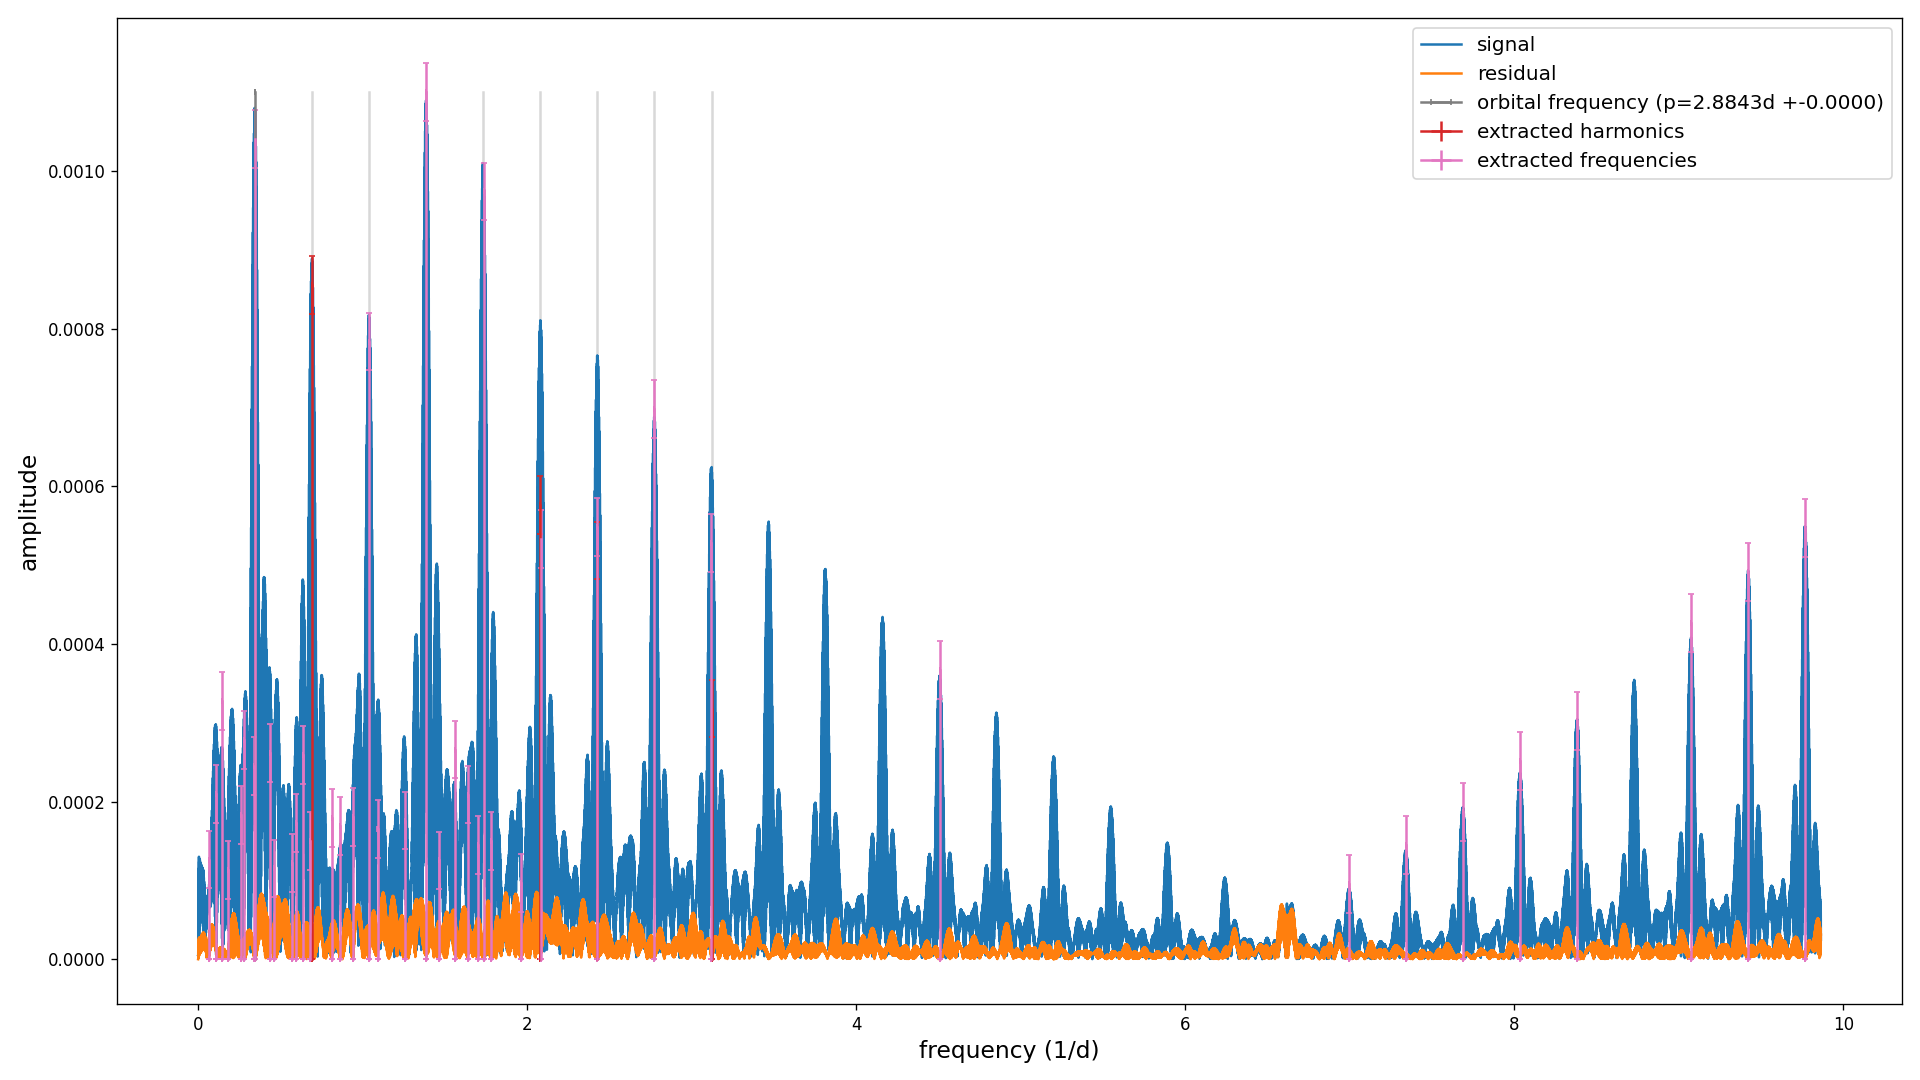 signal
residual
orbital frequency (p=2.8843d +-0.0000)
extracted harmonics
extracted frequencies
amplitude
0.0010
0.0008
0.0006
0.0004
0.0002
0.0000
0 2 4 6 8 10
frequency (1/d)